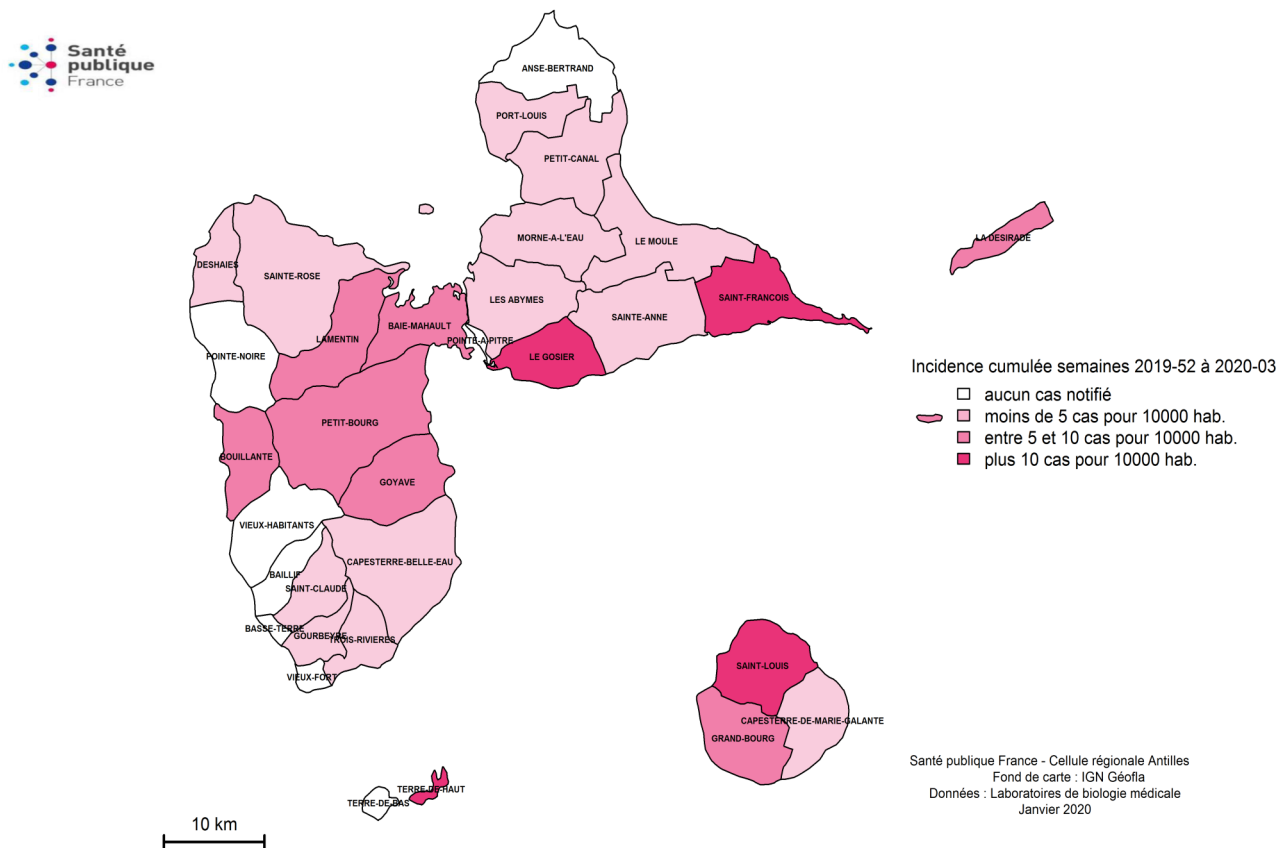 Santé
publique
France
ANSE-BERTRAND
PORT-LOUIS
PETIT-CANAL
MORNE-A-L'EAU
LE MOULE
LA DESIRADE
DESHAIES
SAINTE-ROSE
LES ABYMES
SAINT-FRANCOIS
SAINTE-ANNE
BAIE-MAHAULT
LAMENTIN
POINTE-A-PITRE
POINTE-NOIRE
LE GOSIER
Incidence cumulée semaines 2019-52 à 2020-03
aucun cas notifié
moins de 5 cas pour 10000 hab.
entre 5 et 10 cas pour 10000 hab.
plus 10 cas pour 10000 hab.
PETIT-BOURG
BOUILLANTE
GOYAVE
VIEUX-HABITANTS
CAPESTERRE-BELLE-EAU
BAILLIF
SAINT-CLAUDE
BASSE-TERRE
GOURBEYRE
TROIS-RIVIERES
VIEUX-FORT
SAINT-LOUIS
CAPESTERRE-DE-MARIE-GALANTE
GRAND-BOURG
TERRE-DE-HAUT
TERRE-DE-BAS
Santé publique France - Cellule régionale Antilles
Fond de carte : IGN Géofla
Données : Laboratoires de biologie médicale
Janvier 2020
10 km